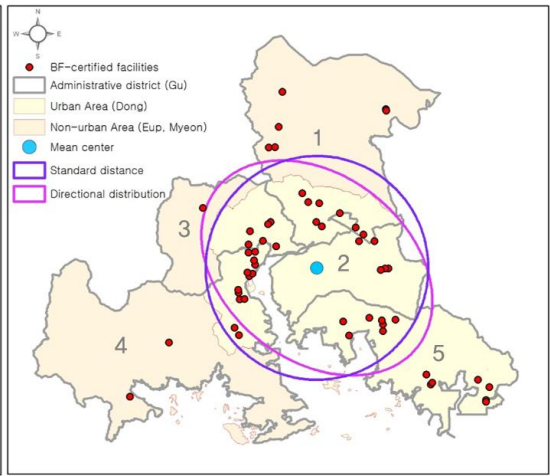 N
W E
S
BF-certified facilities
Administrative district (Gu)
Urban Area (Dong)
Non-urban Area (Eup, Myeon)
Mean center
Standard distance
Directional distribution
1
3
2
4
5